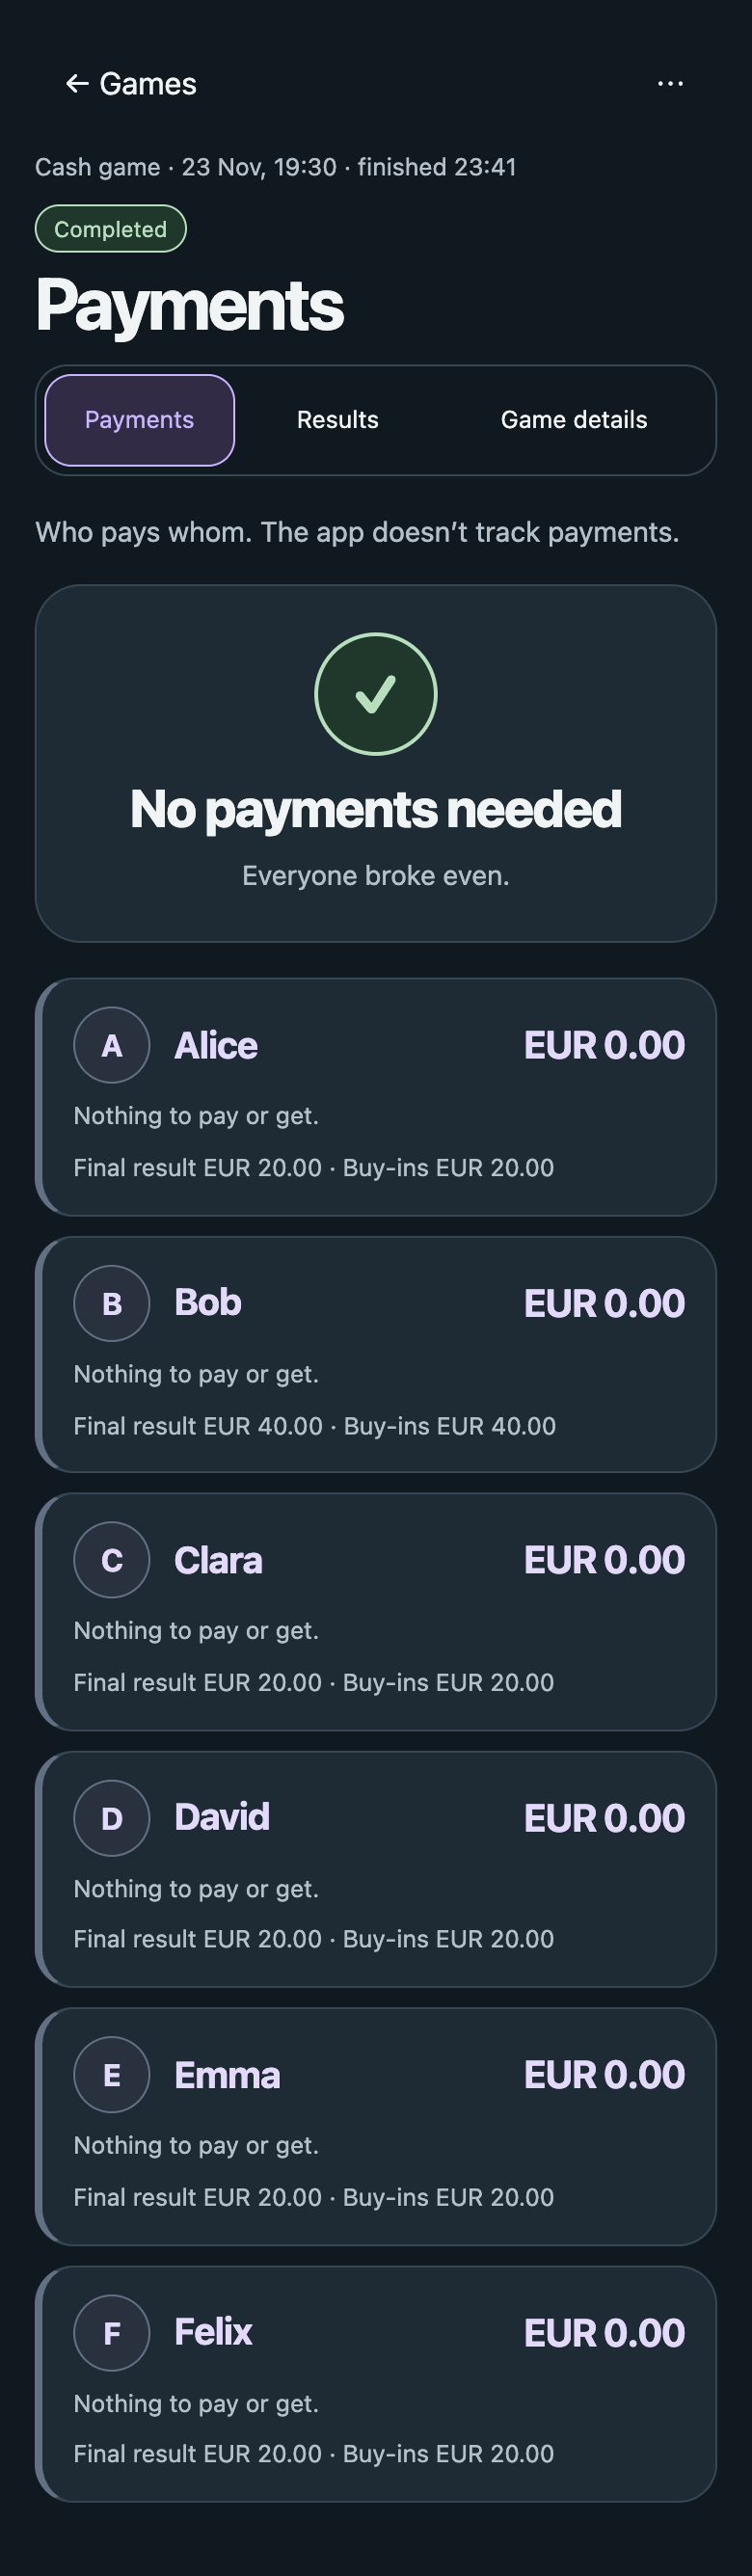 ← Games ...
Cash game · 23 Nov, 19:30 · finished 23:41
Completed
Payments
Payments Results Game details
Who pays whom. The app doesn’t track payments.
No payments needed
Everyone broke even.
A Alice EUR 0.00
Nothing to pay or get.
Final result EUR 20.00 · Buy-ins EUR 20.00
B Bob EUR 0.00
Nothing to pay or get.
Final result EUR 40.00 · Buy-ins EUR 40.00
C Clara EUR 0.00
Nothing to pay or get.
Final result EUR 20.00 · Buy-ins EUR 20.00
D David EUR 0.00
Nothing to pay or get.
Final result EUR 20.00 · Buy-ins EUR 20.00
E Emma EUR 0.00
Nothing to pay or get.
Final result EUR 20.00 · Buy-ins EUR 20.00
F Felix EUR 0.00
Nothing to pay or get.
Final result EUR 20.00 · Buy-ins EUR 20.00